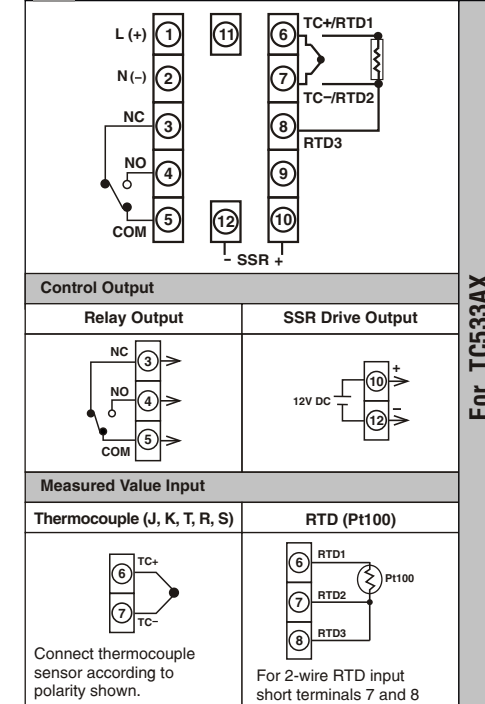 L (+) 1 11 6 TC+/RTD1
N (−) 2 7 TC−/RTD2
NC 3 8 RTD3
NO 4 9
COM 5 12 10
− SSR +
Control Output
Relay Output
SSR Drive Output
NC 3
NO 4
COM 5
12V DC
10 +
12 −
Measured Value Input
Thermocouple (J, K, T, R, S)
RTD (Pt100)
6 TC+
7 TC−
Connect thermocouple
sensor according to
polarity shown.
6 RTD1
7 RTD2
8 RTD3
Pt100
For 2-wire RTD input
short terminals 7 and 8
For TC533AX